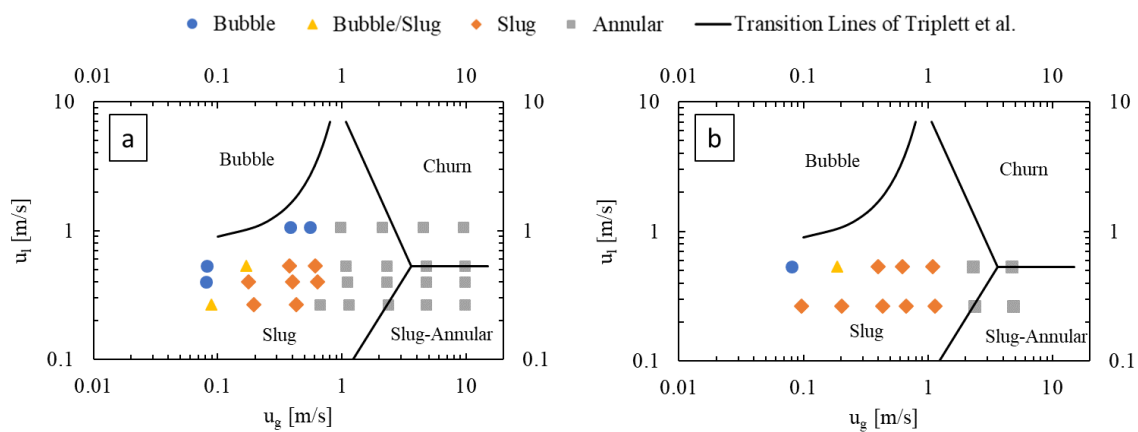 Bubble Bubble/Slug Slug Annular Transition Lines of Triplett et al.
0.01 0.1 1 10
10 10
a
Bubble
Churn
1 1
u_l [m/s]
Slug
Slug-Annular
0.1 0.1
0.01 0.1 1 10
u_g [m/s]
0.01 0.1 1 10
10 10
b
Bubble
Churn
1 1
u_l [m/s]
Slug
Slug-Annular
0.1 0.1
0.01 0.1 1 10
u_g [m/s]